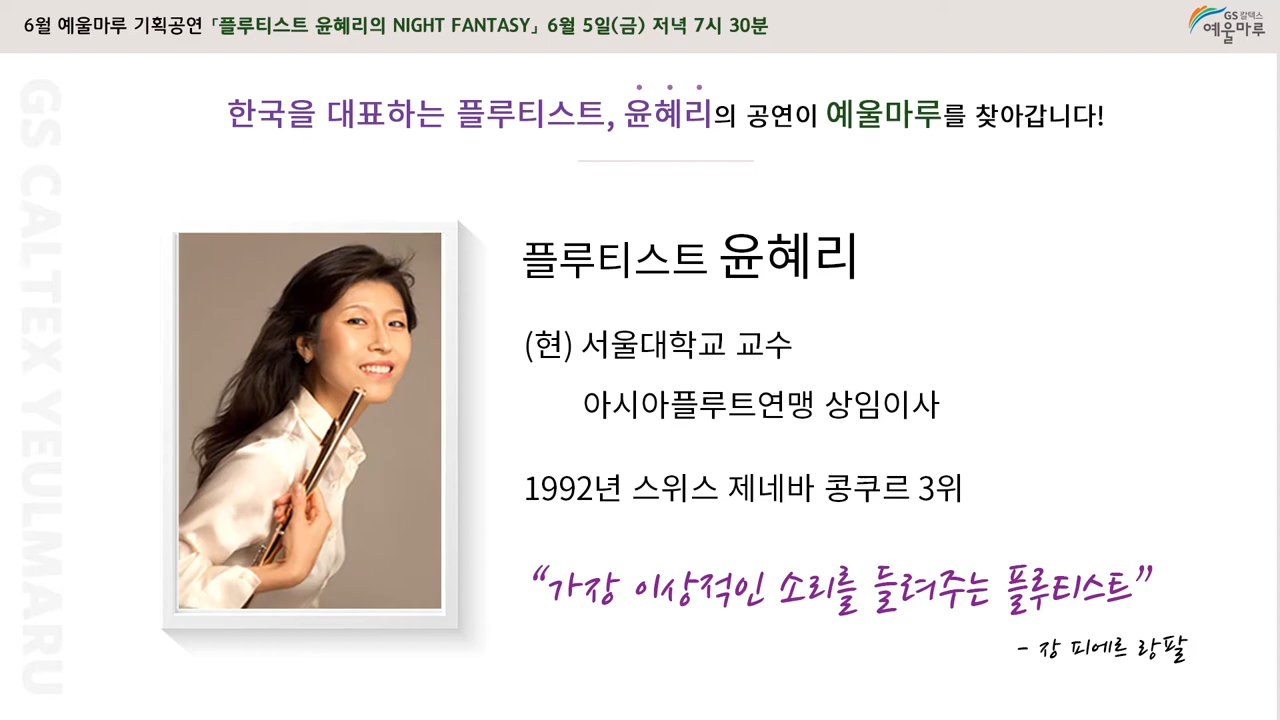 6월 예울마루 기획공연 「플루티스트 윤혜리의 NIGHT FANTASY」 6월 5일(금) 저녁 7시 30분
GS칼텍스
예울마루
GS CALTEX YEULMARU
한국을 대표하는 플루티스트, 윤혜리의 공연이 예울마루를 찾아갑니다!
플루티스트 윤혜리
(현) 서울대학교 교수
아시아플루트연맹 상임이사
1992년 스위스 제네바 콩쿠르 3위
“가장 이상적인 소리를 들려주는 플루티스트”
- 장 피에르 랑팔